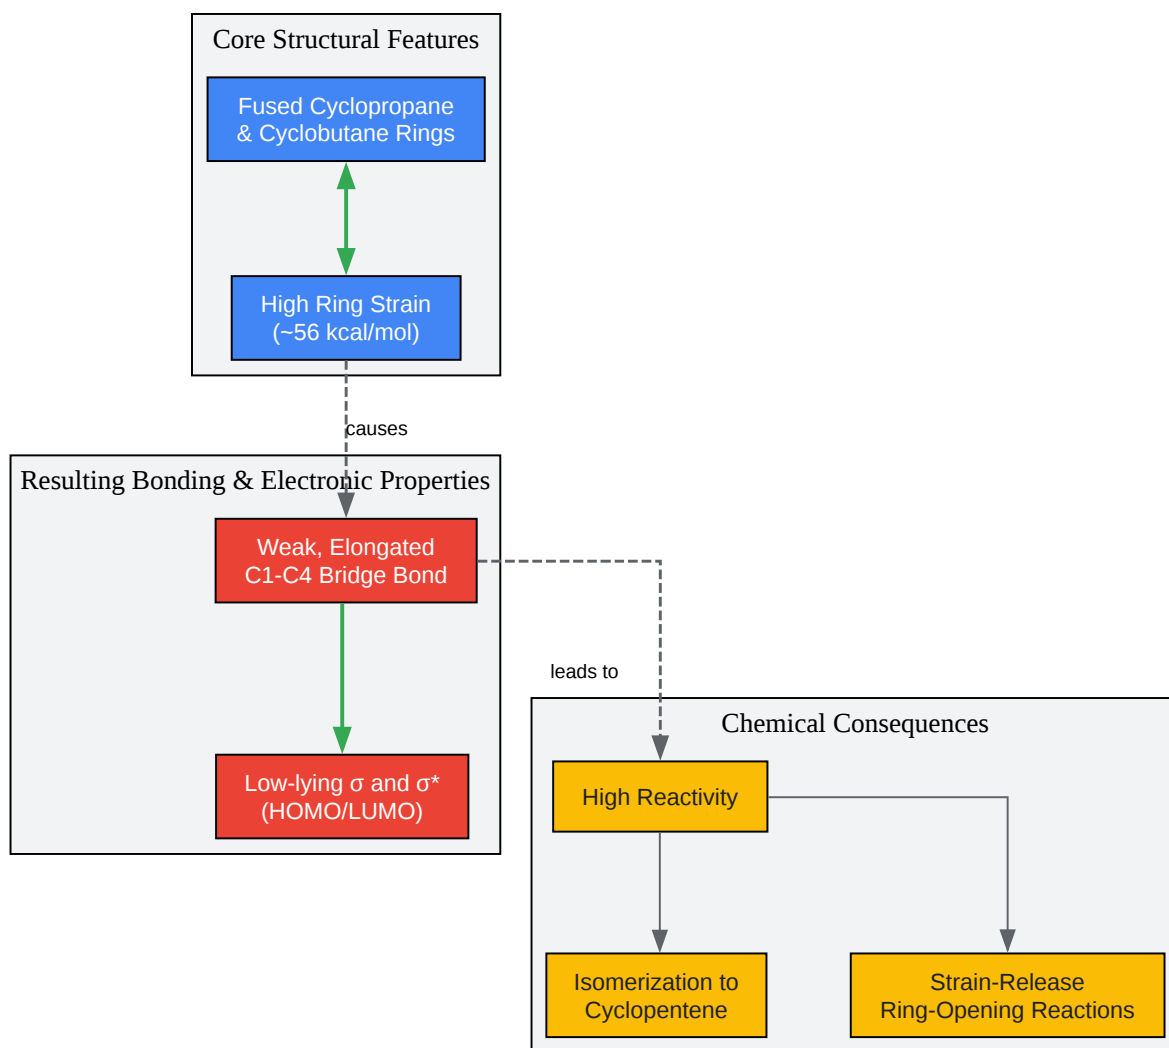 Core Structural Features
Fused Cyclopropane
& Cyclobutane Rings
High Ring Strain
(~56 kcal/mol)
causes
Resulting Bonding & Electronic Properties
Weak, Elongated
C1-C4 Bridge Bond
leads to
Low-lying σ and σ*
(HOMO/LUMO)
Chemical Consequences
High Reactivity
Isomerization to
Cyclopentene
Strain-Release
Ring-Opening Reactions